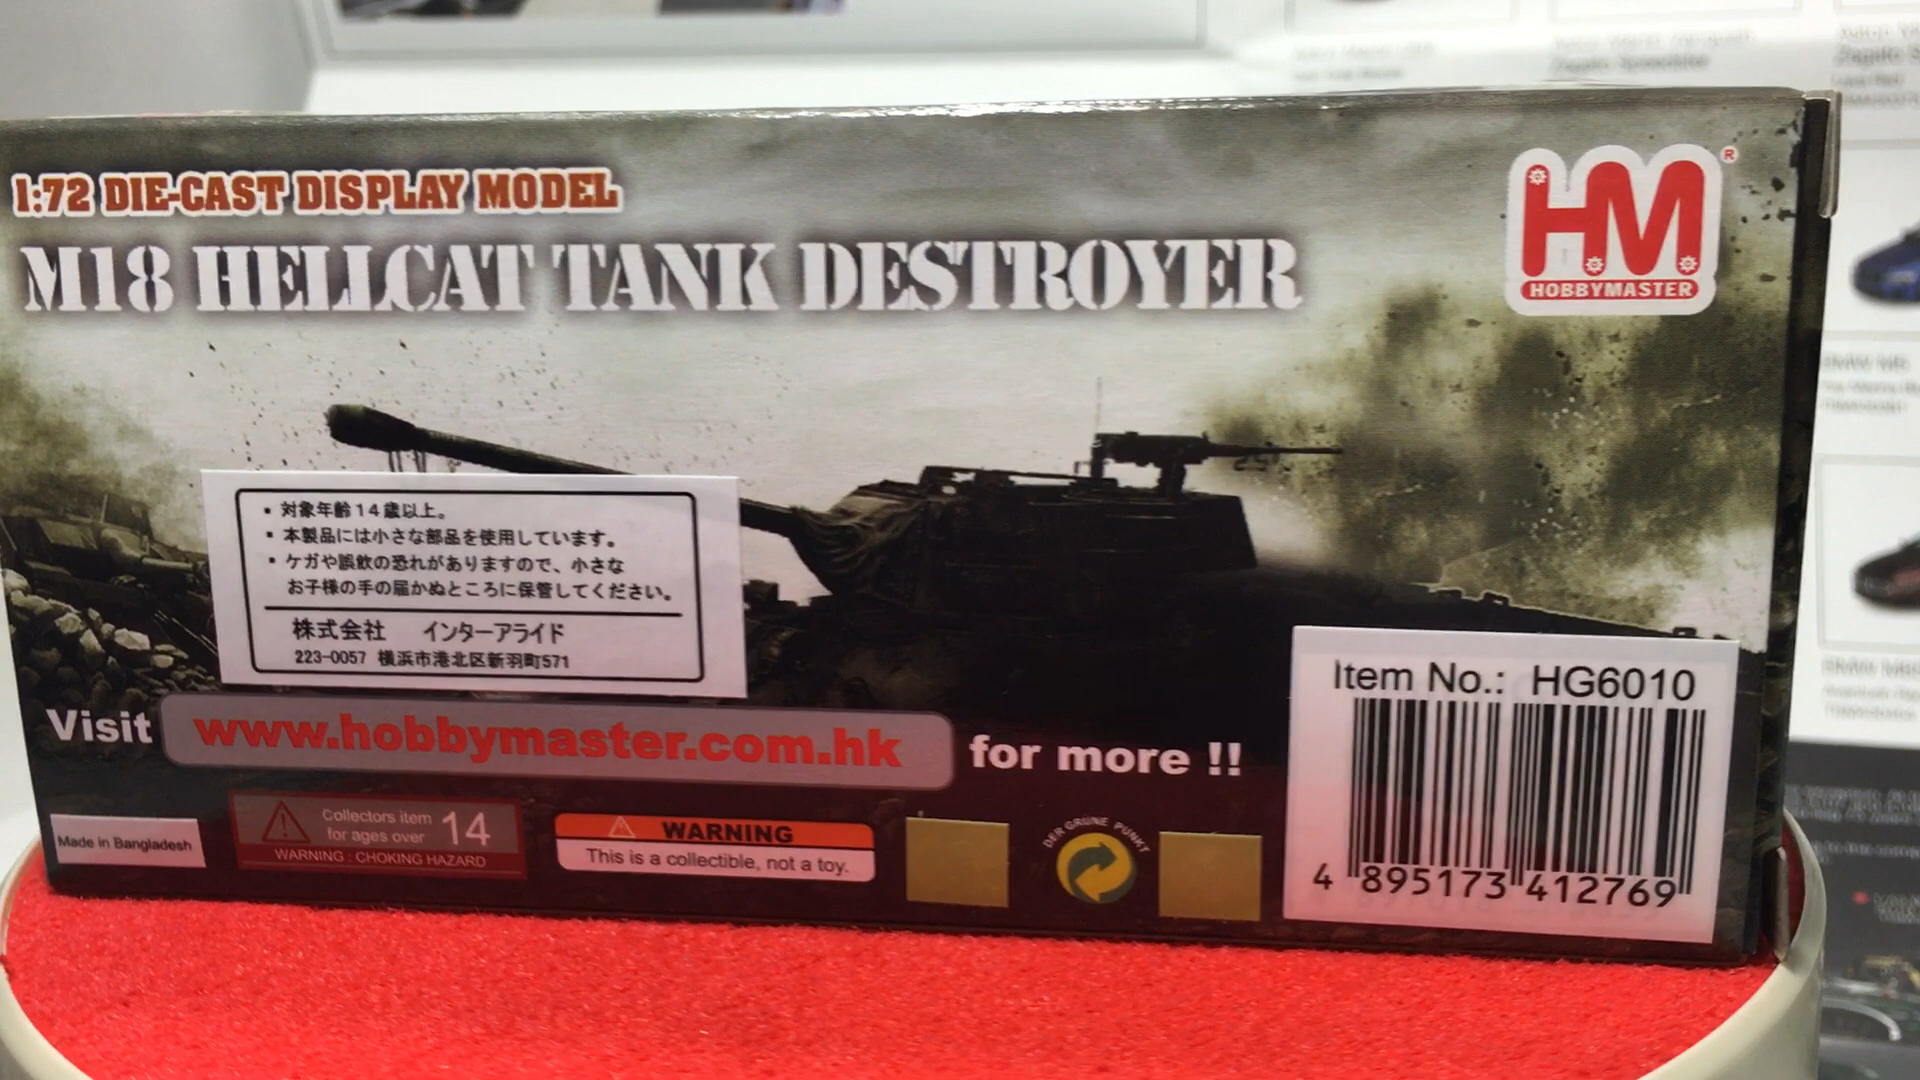 1:72 DIE-CAST DISPLAY MODEL
M18 HELLCAT TANK DESTROYER
HM®
HOBBYMASTER
▪ 対象年齢14歳以上。
▪ 本製品には小さな部品を使用しています。
▪ ケガや誤飲の恐れがありますので、小さな
お子様の手の届かぬところに保管してください。
株式会社 インターアライド
223-0057 横浜市港北区新羽町571
Visit www.hobbymaster.com.hk for more !!
Item No.: HG6010
4 895173 412769
Made in Bangladesh
Collectors item
for ages over 14
WARNING : CHOKING HAZARD
WARNING
This is a collectible, not a toy.
DER GRÜNE PUNKT
Zagato Speedster